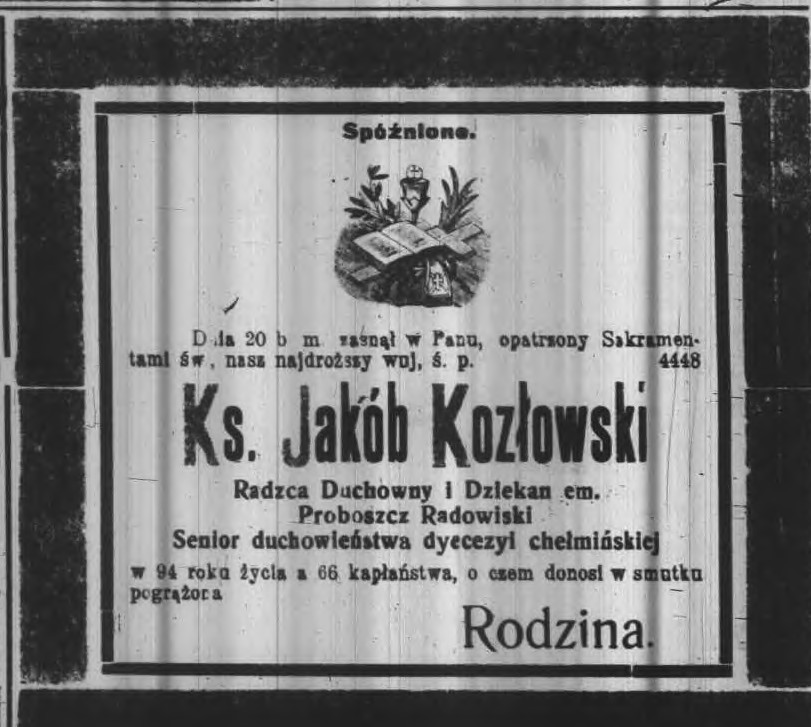 Spóźnione.
Dnia 20 b m. zasnął w Panu, opatrzony Sakramen-
tami św, nasz najdroższy wuj, ś. p. 4448
Ks. Jakób Kozłowski
Radzca Duchowny i Dziekan em.
Proboszcz Radowiski
Senior duchowieństwa dyecezyi chełmińskiej
w 94 roku życia a 66 kapłaństwa, o czem donosi w smutku
pogrążona
Rodzina.